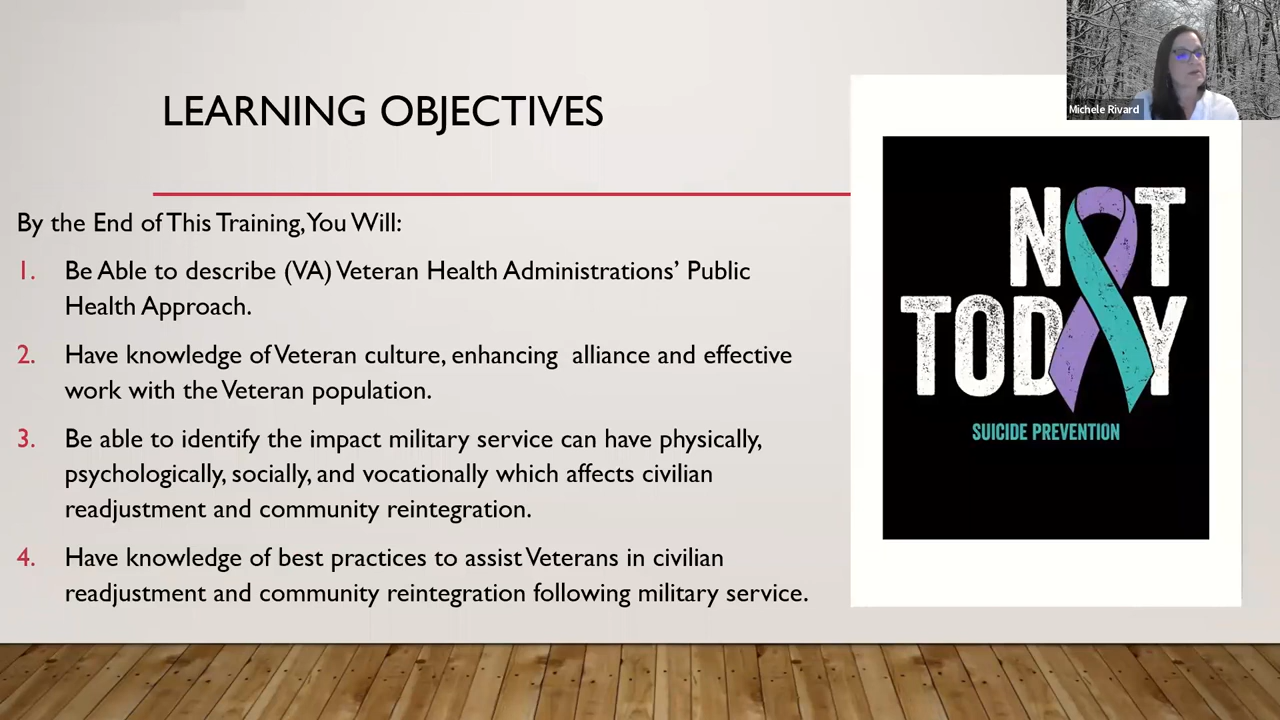 LEARNING OBJECTIVES
Michele Rivard
By the End of This Training, You Will:
1. Be Able to describe (VA) Veteran Health Administrations’ Public
Health Approach.
2. Have knowledge of Veteran culture, enhancing  alliance and effective
work with the Veteran population.
3. Be able to identify the impact military service can have physically,
psychologically, socially, and vocationally which affects civilian
readjustment and community reintegration.
4. Have knowledge of best practices to assist Veterans in civilian
readjustment and community reintegration following military service.
NOT
TODAY
SUICIDE PREVENTION